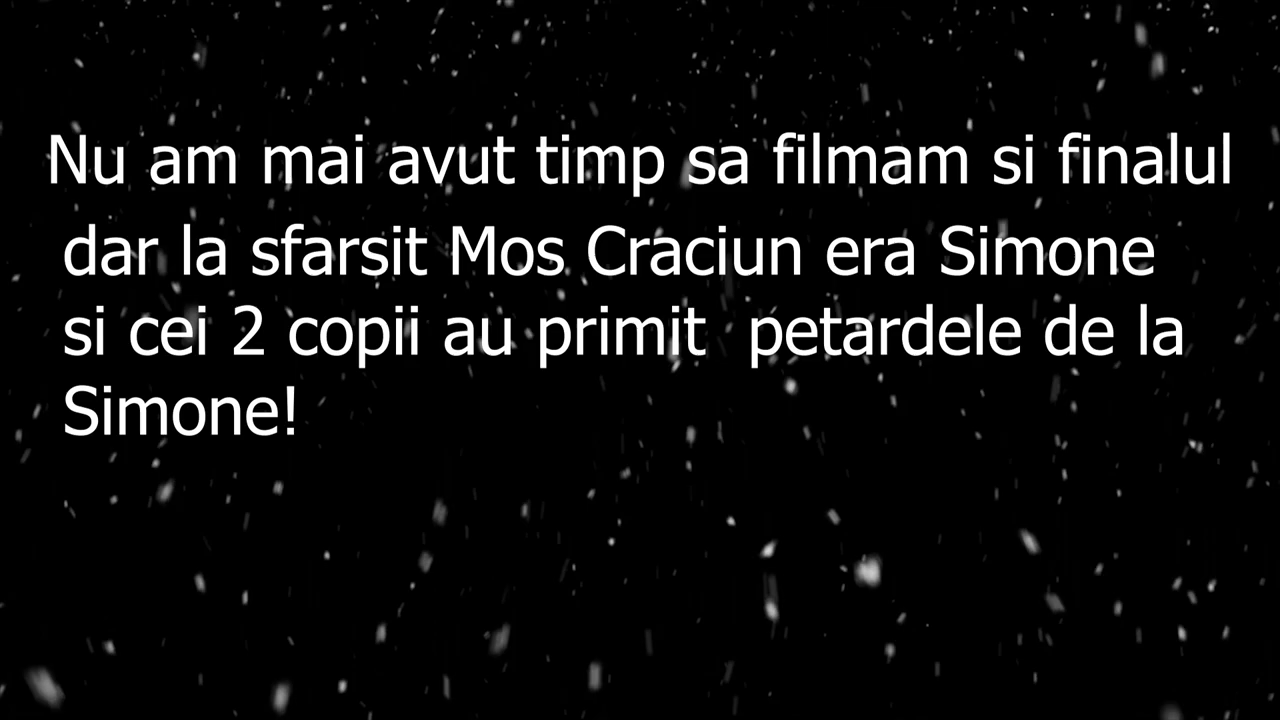 Nu am mai avut timp sa filmam si finalul
dar la sfarsit Mos Craciun era Simone
si cei 2 copii au primit petardele de la
Simone!